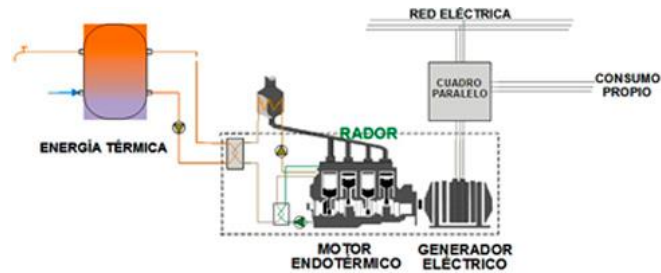 RED ELÉCTRICA
CUADRO
PARALELO
CONSUMO
PROPIO
ENERGÍA TÉRMICA
RADOR
MOTOR
ENDOTÉRMICO
GENERADOR
ELÉCTRICO